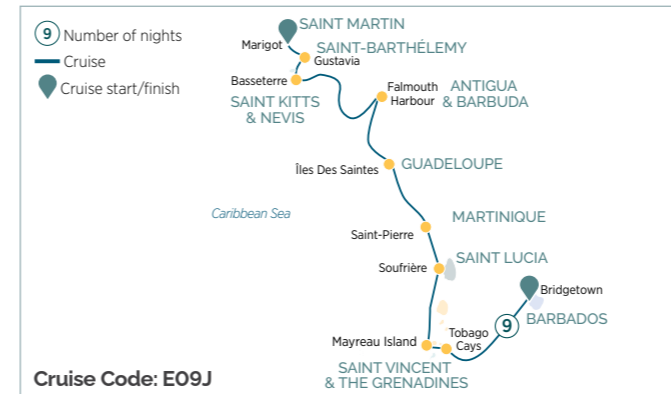 9 Number of nights
Cruise
Cruise start/finish
SAINT MARTIN
Marigot
SAINT-BARTHÉLEMY
Gustavia
Basseterre
SAINT KITTS
& NEVIS
Falmouth
Harbour
ANTIGUA
& BARBUDA
Îles Des Saintes
GUADELOUPE
Caribbean Sea
MARTINIQUE
Saint-Pierre
SAINT LUCIA
Soufrière
Bridgetown
9
BARBADOS
Tobago
Cays
Mayreau Island
SAINT VINCENT
& THE GRENADINES
Cruise Code: E09J